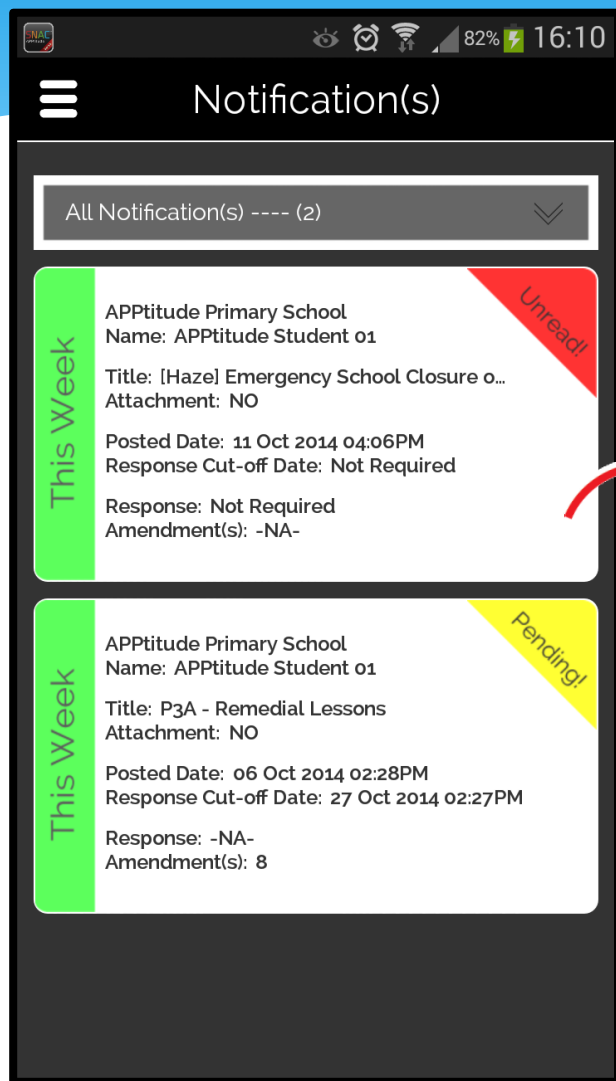 SNAC
82% 16:10
Notification(s)
All Notification(s) ---- (2)
This Week
Unread!
APPtitude Primary School
Name: APPtitude Student 01
Title: [Haze] Emergency School Closure o...
Attachment: NO
Posted Date: 11 Oct 2014 04:06PM
Response Cut-off Date: Not Required
Response: Not Required
Amendment(s): -NA-
This Week
Pending!
APPtitude Primary School
Name: APPtitude Student 01
Title: P3A - Remedial Lessons
Attachment: NO
Posted Date: 06 Oct 2014 02:28PM
Response Cut-off Date: 27 Oct 2014 02:27PM
Response: -NA-
Amendment(s): 8